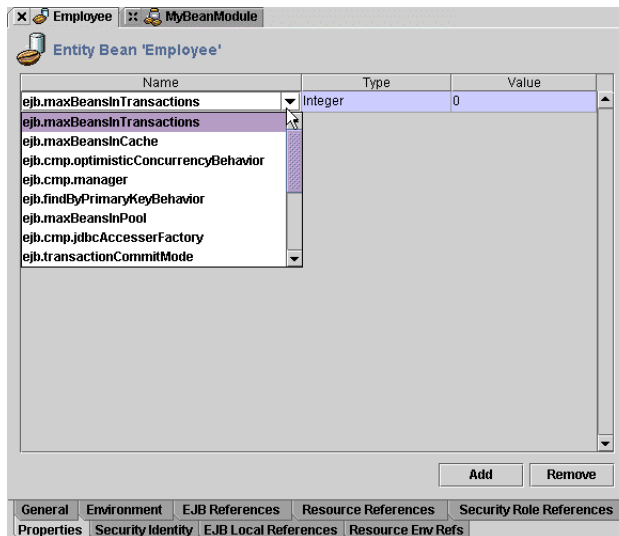 Employee MyBeanModule
Entity Bean 'Employee'
Name Type Value
ejb.maxBeansInTransactions Integer 0
ejb.maxBeansInTransactions
ejb.maxBeansInCache
ejb.cmp.optimisticConcurrencyBehavior
ejb.cmp.manager
ejb.findByPrimaryKeyBehavior
ejb.maxBeansInPool
ejb.cmp.jdbcAccesserFactory
ejb.transactionCommitMode
Add Remove
General Environment EJB References Resource References Security Role References
Properties Security Identity EJB Local References Resource Env Refs